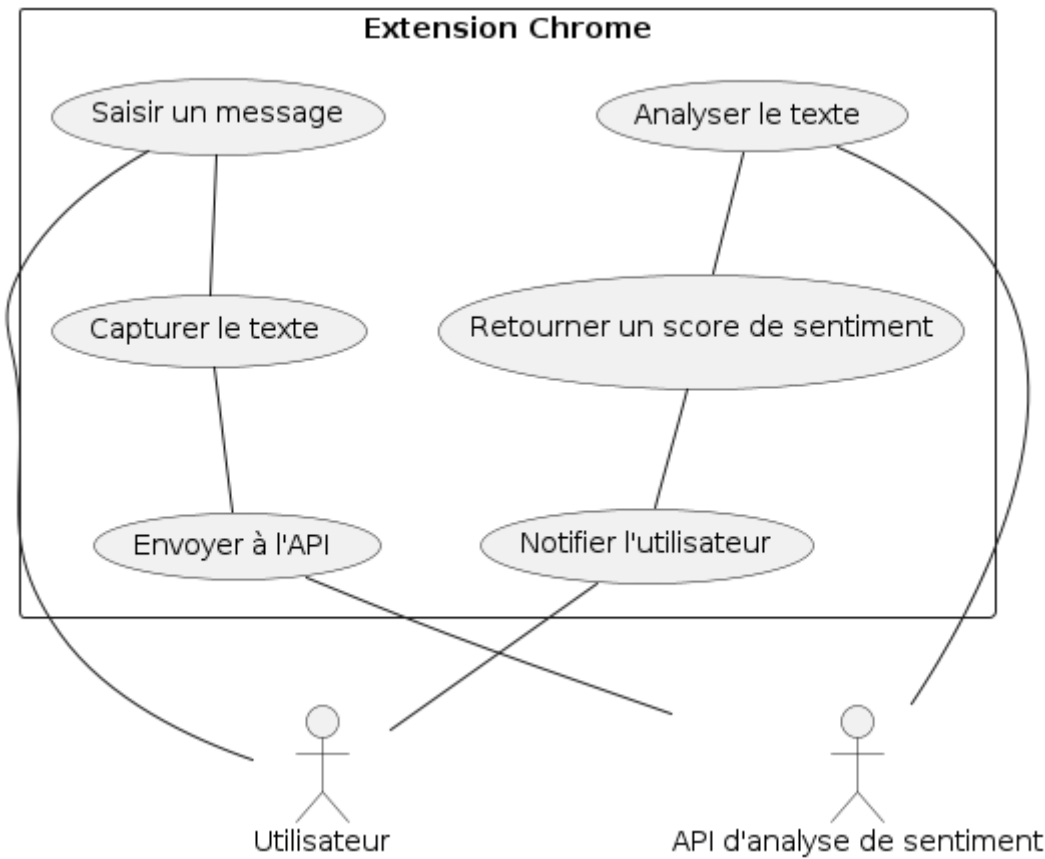 Extension Chrome
Saisir un message
Analyser le texte
Capturer le texte
Retourner un score de sentiment
Envoyer à l'API
Notifier l'utilisateur
Utilisateur
API d'analyse de sentiment